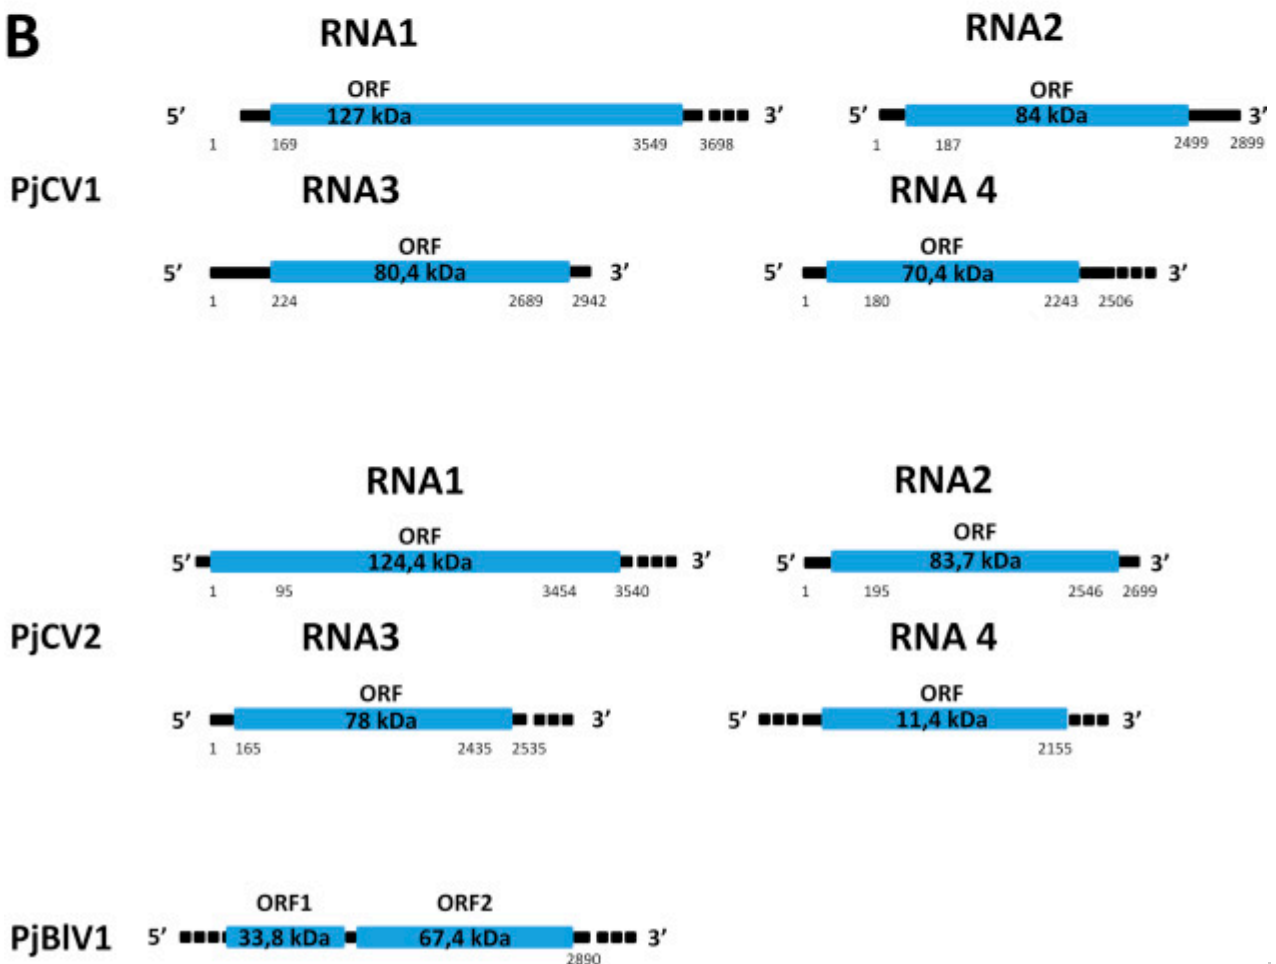 B
RNA1 RNA2
ORF ORF
5’ 127 kDa 3’ 5’ 84 kDa 3’
1 169 3549 3698 1 187 2499 2899
PjCV1 RNA3 RNA 4
ORF ORF
5’ 80,4 kDa 3’ 5’ 70,4 kDa 3’
1 224 2689 2942 1 180 2243 2506
RNA1 RNA2
ORF ORF
5’ 124,4 kDa 3’ 5’ 83,7 kDa 3’
1 95 3454 3540 1 195 2546 2699
PjCV2 RNA3 RNA 4
ORF ORF
5’ 78 kDa 3’ 5’ 11,4 kDa 3’
1 165 2435 2535 2155
ORF1 ORF2
PjBlV1 5’ 33,8 kDa 67,4 kDa 3’
2890